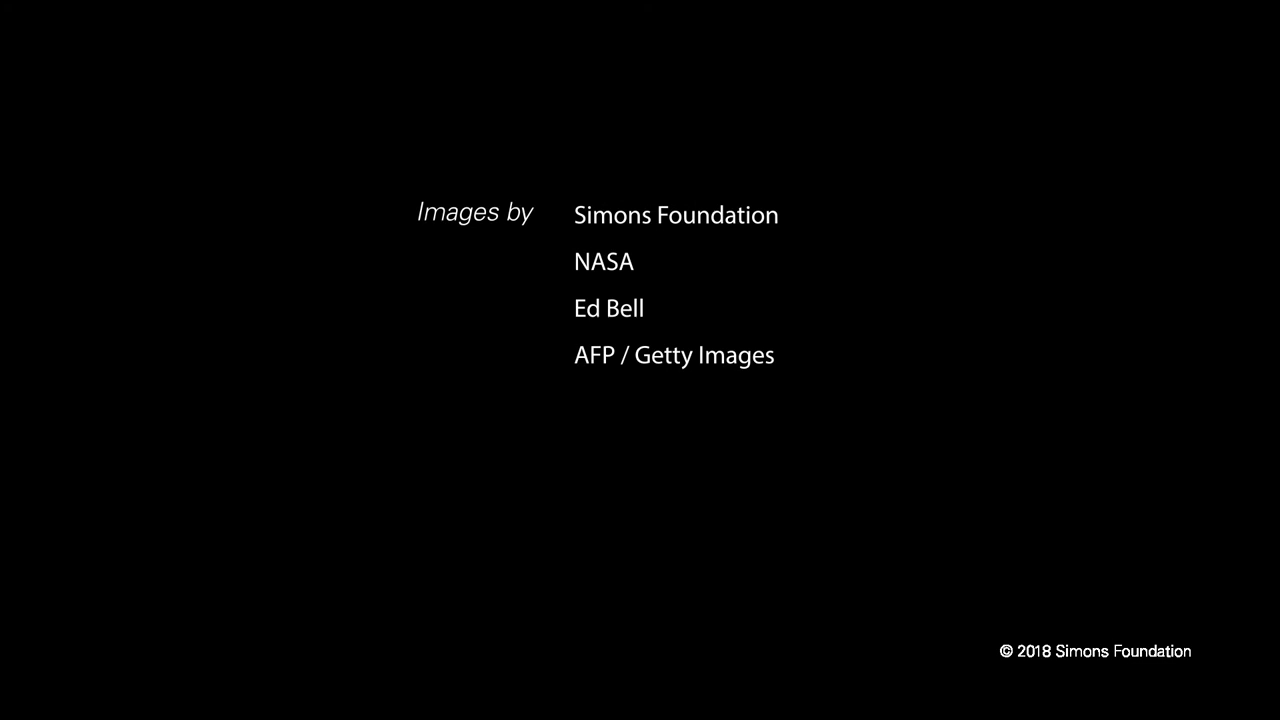 Images by Simons Foundation
NASA
Ed Bell
AFP / Getty Images
© 2018 Simons Foundation